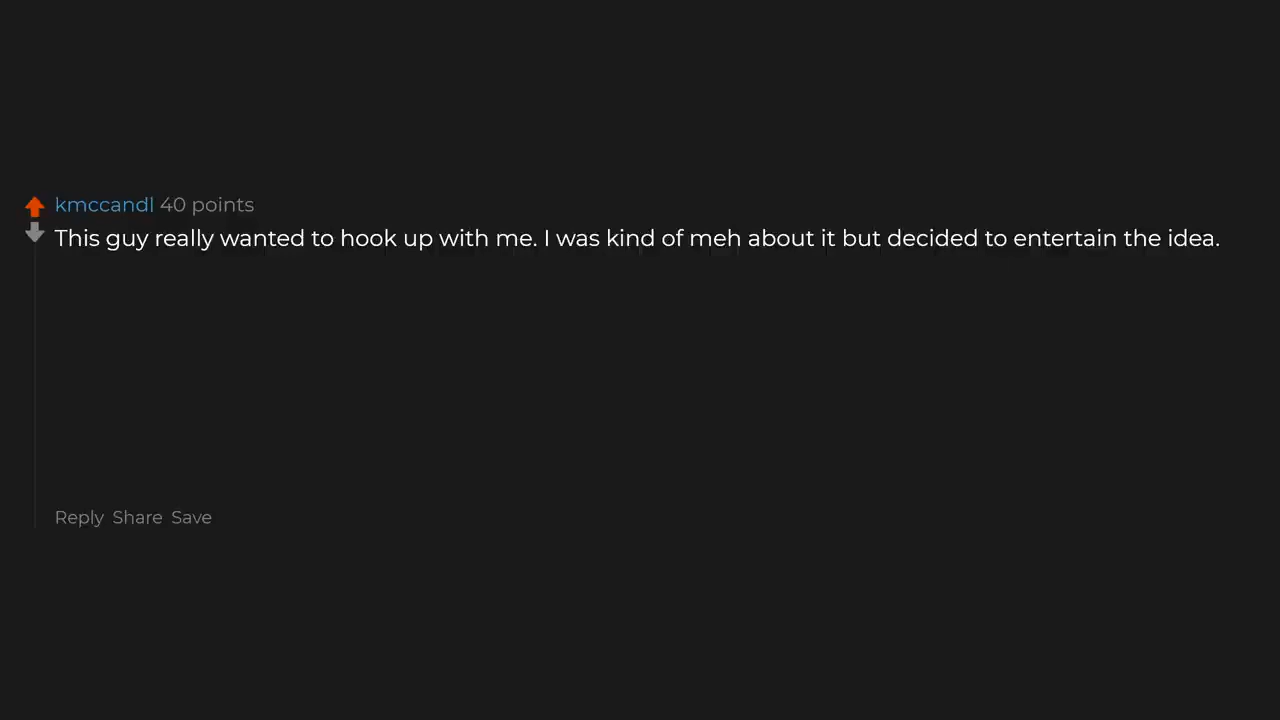 kmccandl 40 points
This guy really wanted to hook up with me. I was kind of meh about it but decided to entertain the idea.
Reply Share Save